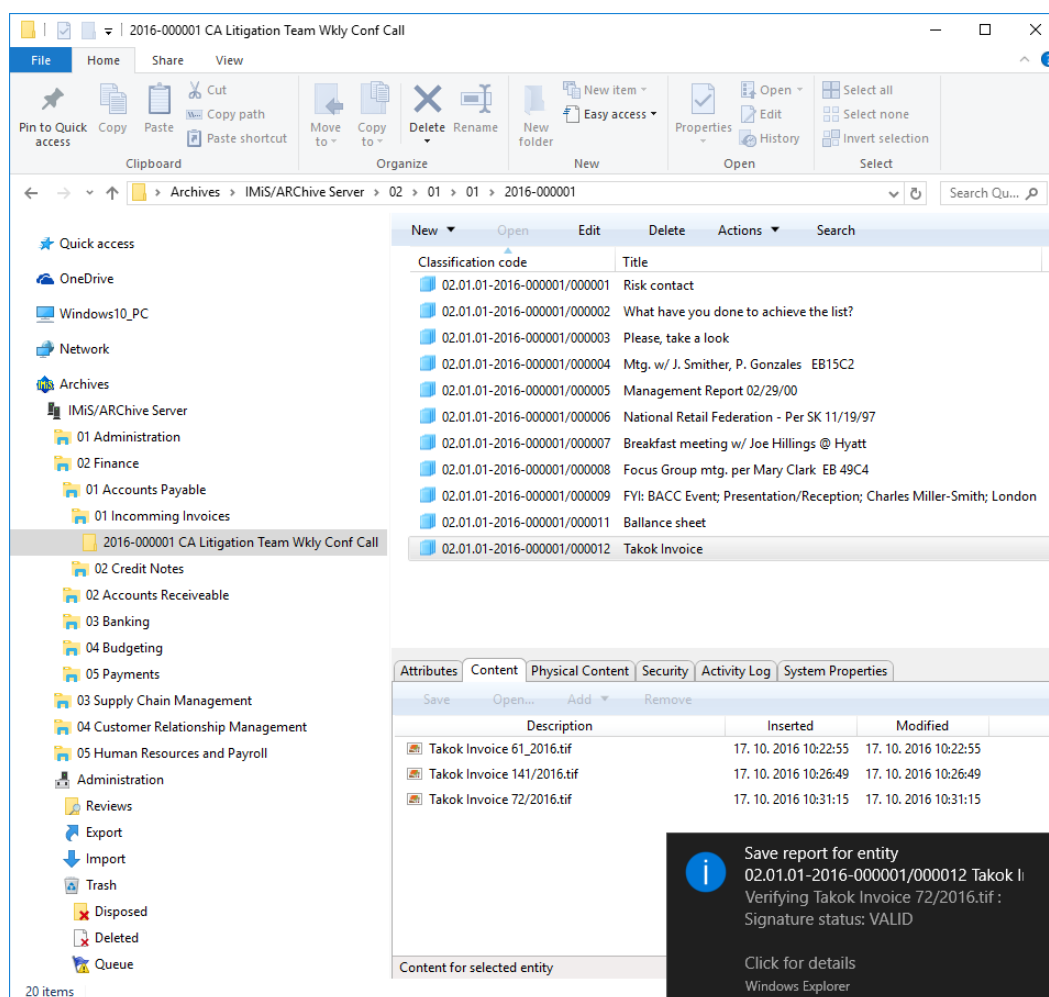 2016-000001 CA Litigation Team Wkly Conf Call
File Home Share View
Pin to Quick access
Copy
Paste
Cut
Copy path
Paste shortcut
Clipboard
Move to
Copy to
Delete
Rename
Organize
New folder
New item
Easy access
New
Properties
Open
Edit
History
Open
Select all
Select none
Invert selection
Select
Archives > IMiS/ARChive Server > 02 > 01 > 01 > 2016-000001
Search Qu...
Quick access
OneDrive
Windows10_PC
Network
Archives
IMiS/ARChive Server
01 Administration
02 Finance
01 Accounts Payable
01 Incomming Invoices
2016-000001 CA Litigation Team Wkly Conf Call
02 Credit Notes
02 Accounts Receiveable
03 Banking
04 Budgeting
05 Payments
03 Supply Chain Management
04 Customer Relationship Management
05 Human Resources and Payroll
Administration
Reviews
Export
Import
Trash
Disposed
Deleted
Queue
20 items
New Open Edit Delete Actions Search
Classification code Title
02.01.01-2016-000001/000001 Risk contact
02.01.01-2016-000001/000002 What have you done to achieve the list?
02.01.01-2016-000001/000003 Please, take a look
02.01.01-2016-000001/000004 Mtg. w/ J. Smither, P. Gonzales EB15C2
02.01.01-2016-000001/000005 Management Report 02/29/00
02.01.01-2016-000001/000006 National Retail Federation - Per SK 11/19/97
02.01.01-2016-000001/000007 Breakfast meeting w/ Joe Hillings @ Hyatt
02.01.01-2016-000001/000008 Focus Group mtg. per Mary Clark EB 49C4
02.01.01-2016-000001/000009 FYI: BACC Event; Presentation/Reception; Charles Miller-Smith; London
02.01.01-2016-000001/000011 Ballance sheet
02.01.01-2016-000001/000012 Takok Invoice
Attributes Content Physical Content Security Activity Log System Properties
Save Open... Add Remove
Description Inserted Modified
Takok Invoice 61_2016.tif 17. 10. 2016 10:22:55 17. 10. 2016 10:22:55
Takok Invoice 141/2016.tif 17. 10. 2016 10:26:49 17. 10. 2016 10:26:49
Takok Invoice 72/2016.tif 17. 10. 2016 10:31:15 17. 10. 2016 10:31:15
Content for selected entity
Save report for entity
02.01.01-2016-000001/000012 Takok
Verifying Takok Invoice 72/2016.tif :
Signature status: VALID
Click for details
Windows Explorer